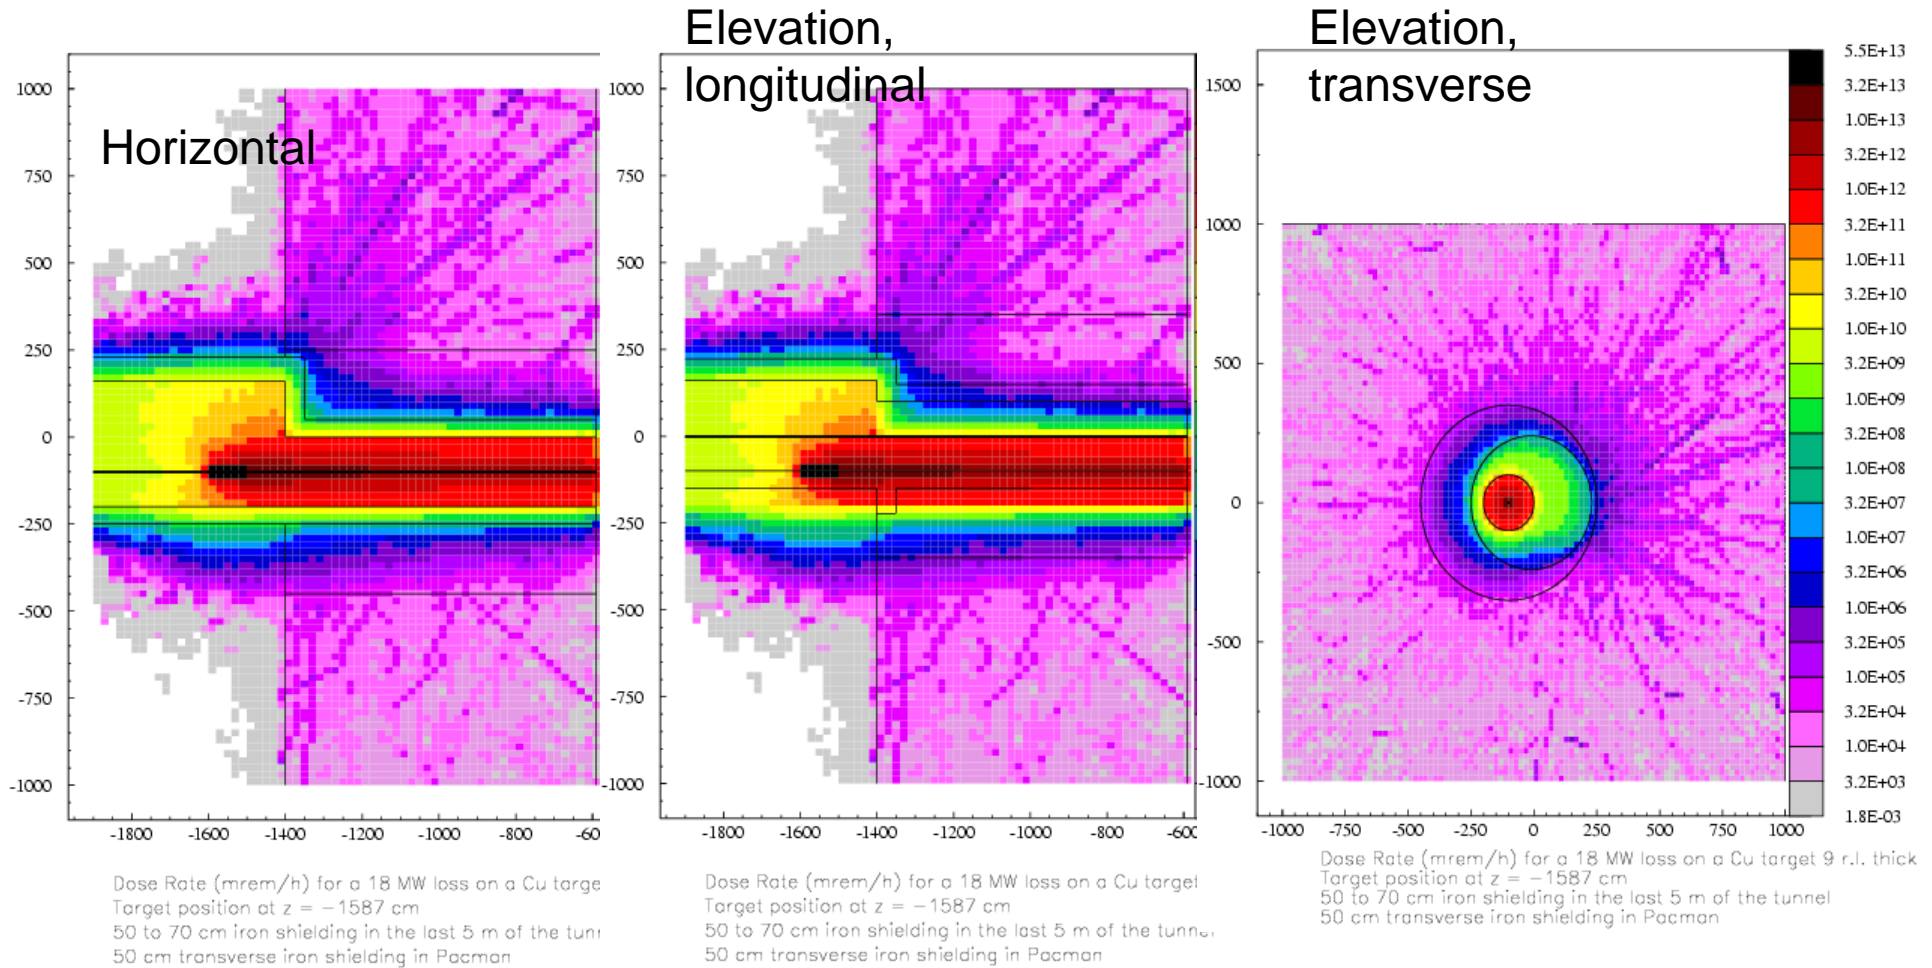 Elevation,
longitudinal
Elevation,
transverse
Horizontal
1000
750
500
250
0
-250
-500
-750
-1000
-1800
-1600
-1400
-1200
-1000
-800
-60
Dose Rate (mrem/h) for a 18 MW loss on a Cu targe
Target position at z = -1587 cm
50 to 70 cm iron shielding in the last 5 m of the tunn
50 cm transverse iron shielding in Pacman
1000
750
500
250
0
-250
-500
-750
-1000
-1800
-1600
-1400
-1200
-1000
-800
-600
Dose Rate (mrem/h) for a 18 MW loss on a Cu target
Target position at z = -1587 cm
50 to 70 cm iron shielding in the last 5 m of the tunne
50 cm transverse iron shielding in Pacman
1500
1000
500
0
-500
-1000
-1000
-750
-500
-250
0
250
500
750
1000
5.5E+13
3.2E+13
1.0E+13
3.2E+12
1.0E+12
3.2E+11
1.0E+11
3.2E+10
1.0E+10
3.2E+09
1.0E+09
3.2E+08
1.0E+08
3.2E+07
1.0E+07
3.2E+06
1.0E+06
3.2E+05
1.0E+05
3.2E+04
1.0E+04
3.2E+03
1.8E-03
Dose Rate (mrem/h) for a 18 MW loss on a Cu target 9 r.l. thick
Target position at z = -1587 cm
50 to 70 cm iron shielding in the last 5 m of the tunnel
50 cm transverse iron shielding in Pacman